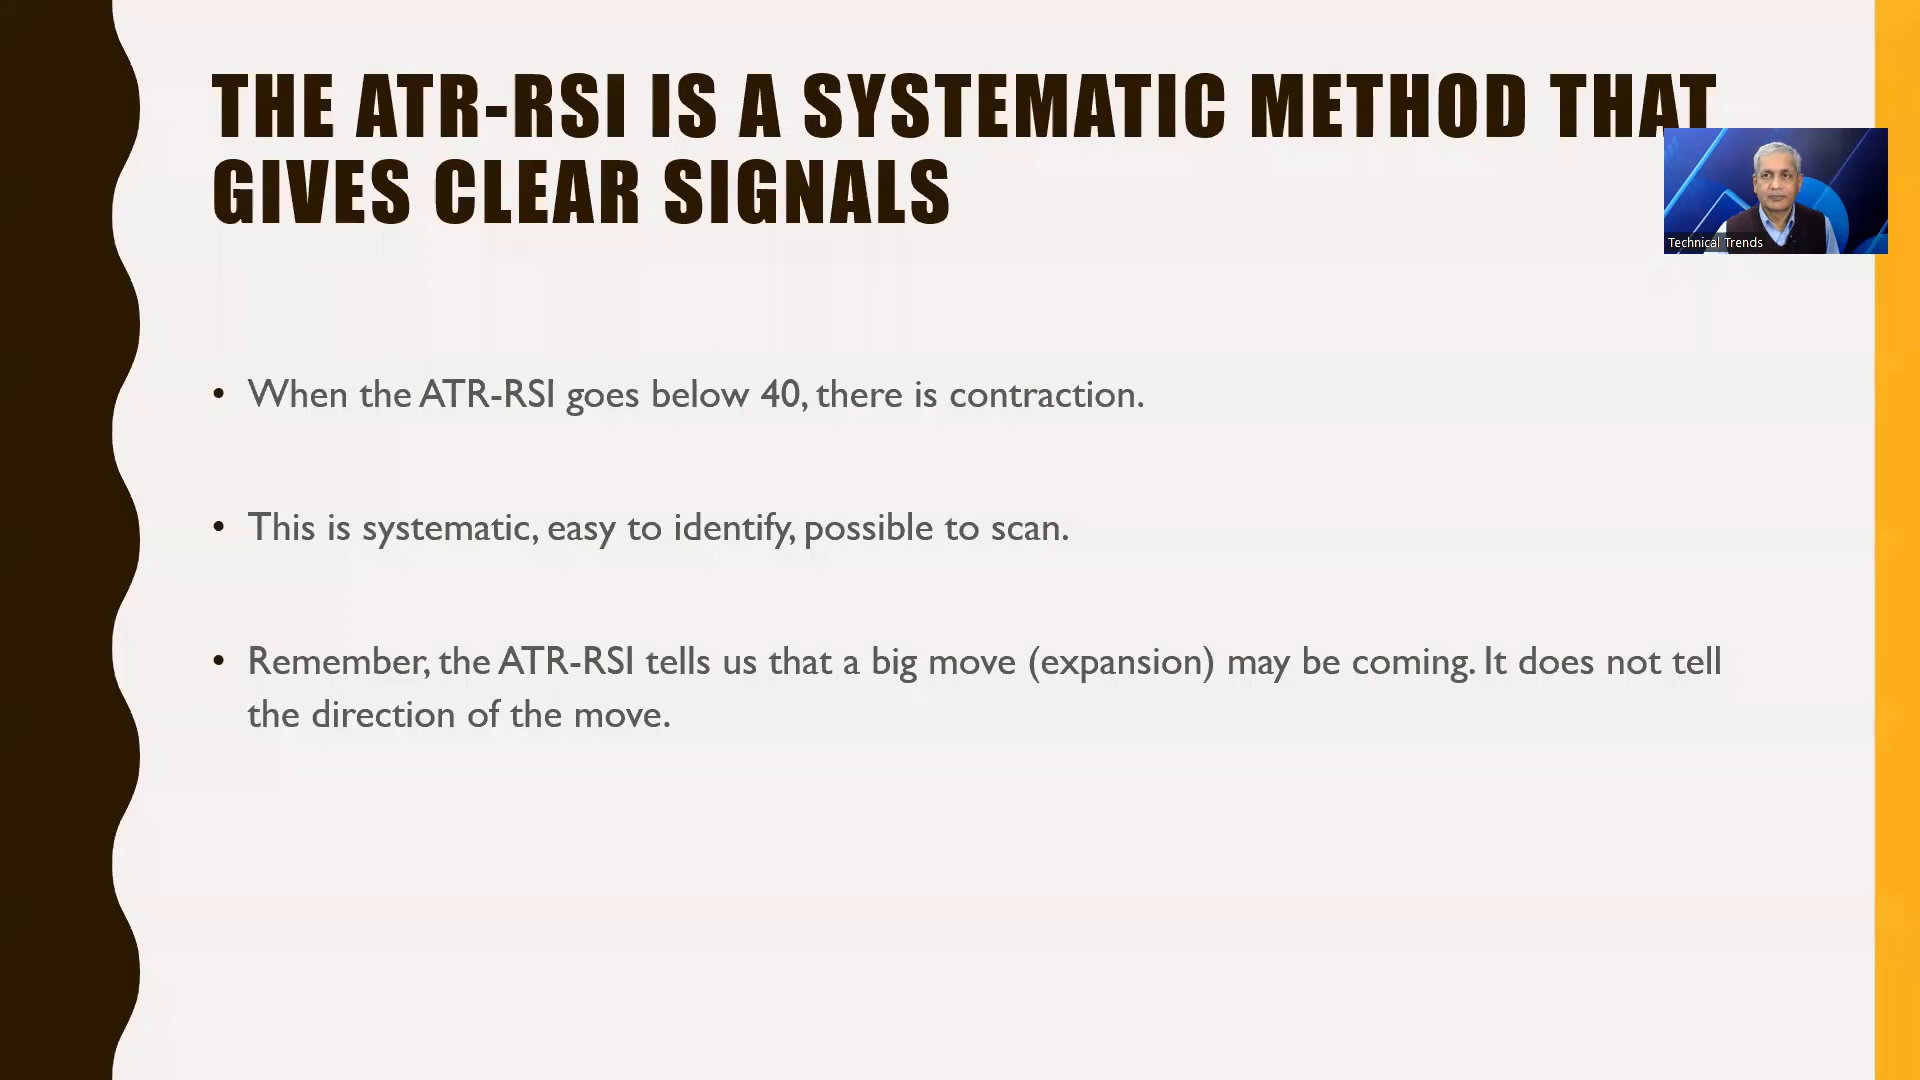 THE ATR-RSI IS A SYSTEMATIC METHOD THAT
GIVES CLEAR SIGNALS
Technical Trends
• When the ATR-RSI goes below 40, there is contraction.
• This is systematic, easy to identify, possible to scan.
• Remember, the ATR-RSI tells us that a big move (expansion) may be coming. It does not tell
the direction of the move.